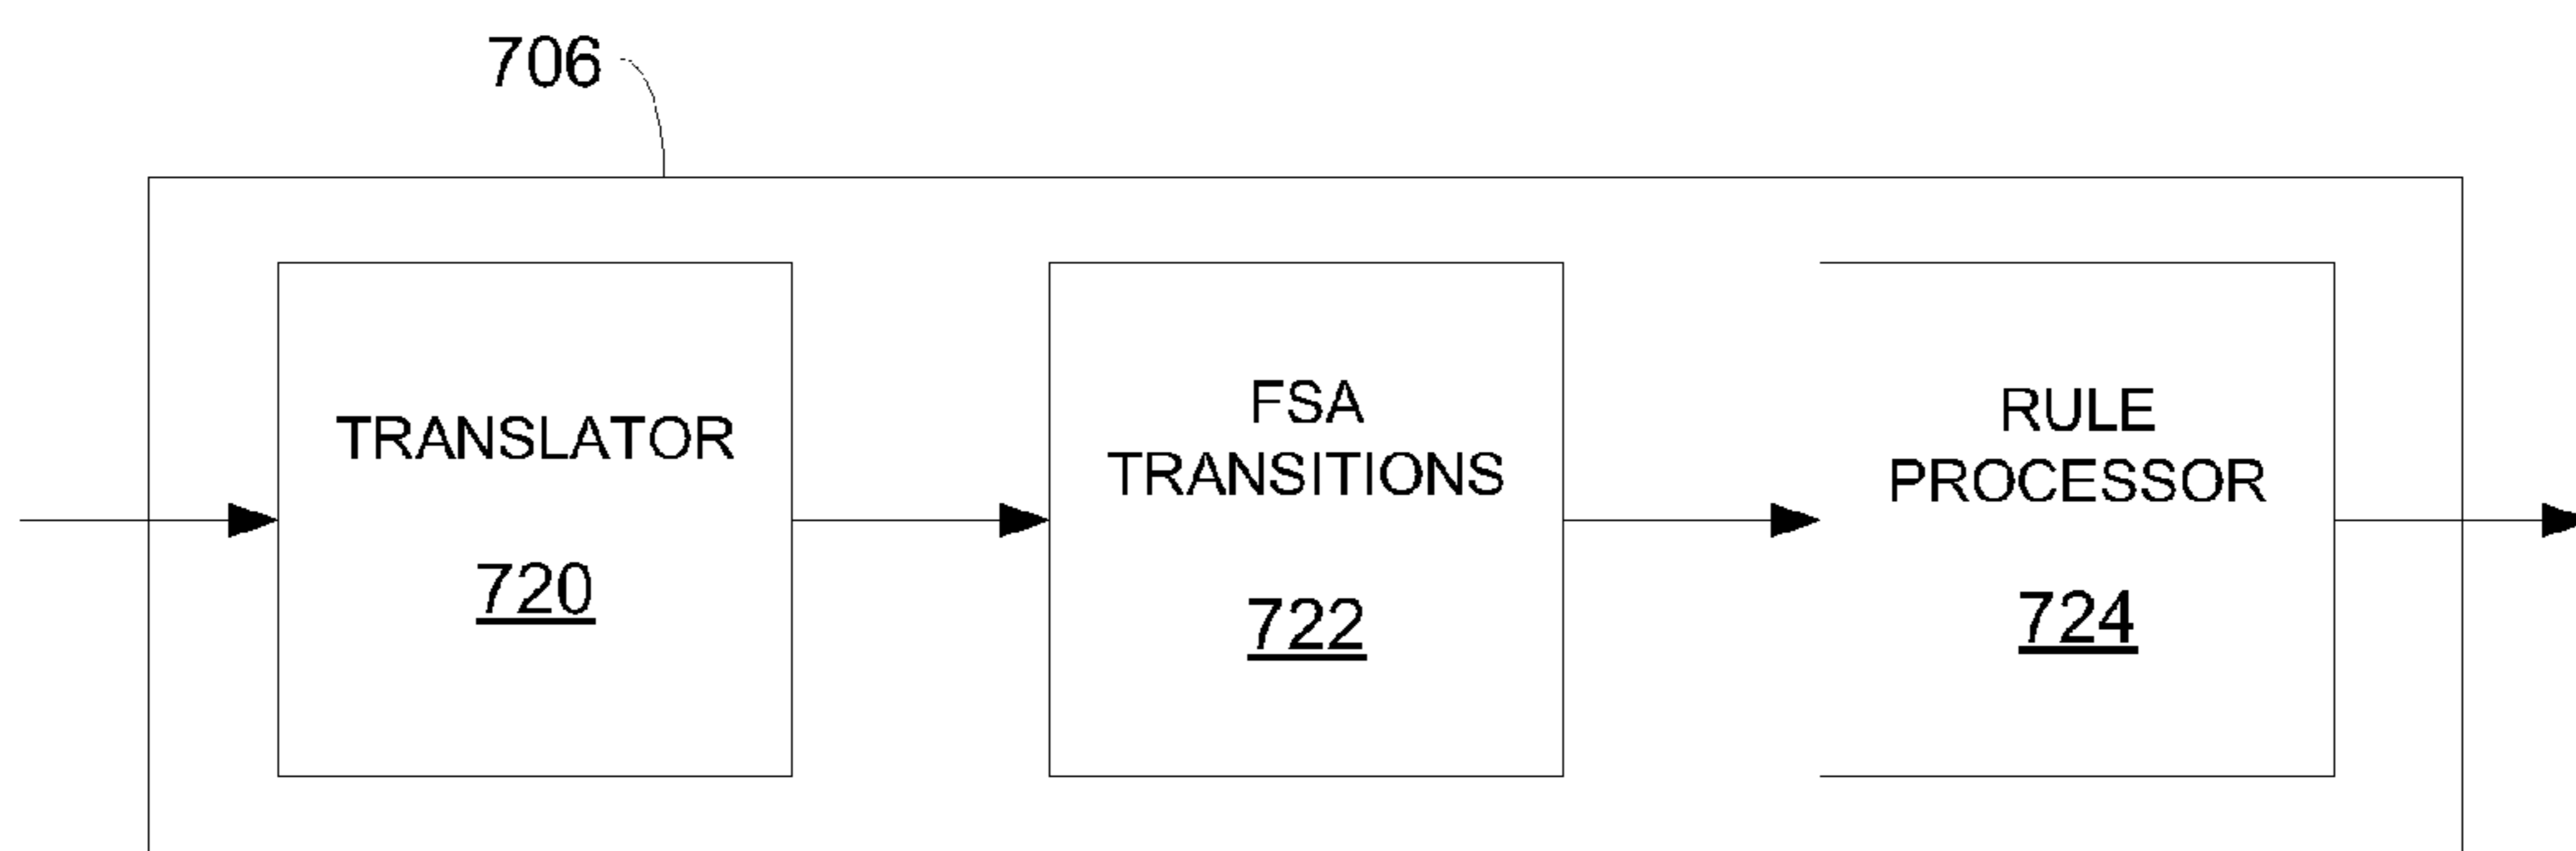 706
TRANSLATOR
720
FSA
TRANSITIONS
722
RULE
PROCESSOR
724